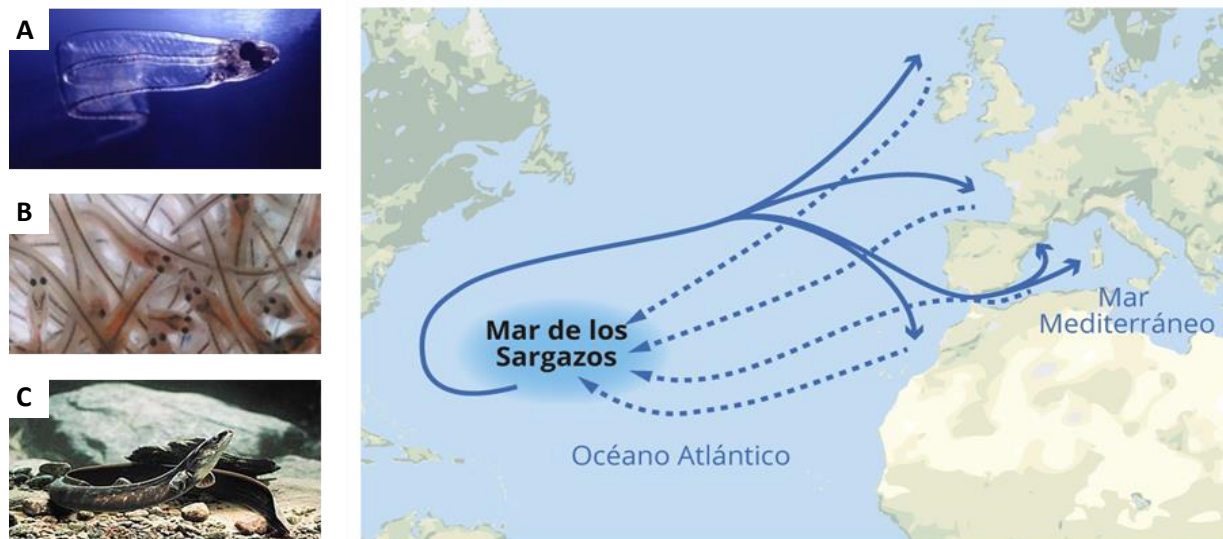 A
B
C
Mar de los
Sargazos
Mar
Mediterráneo
Océano Atlántico